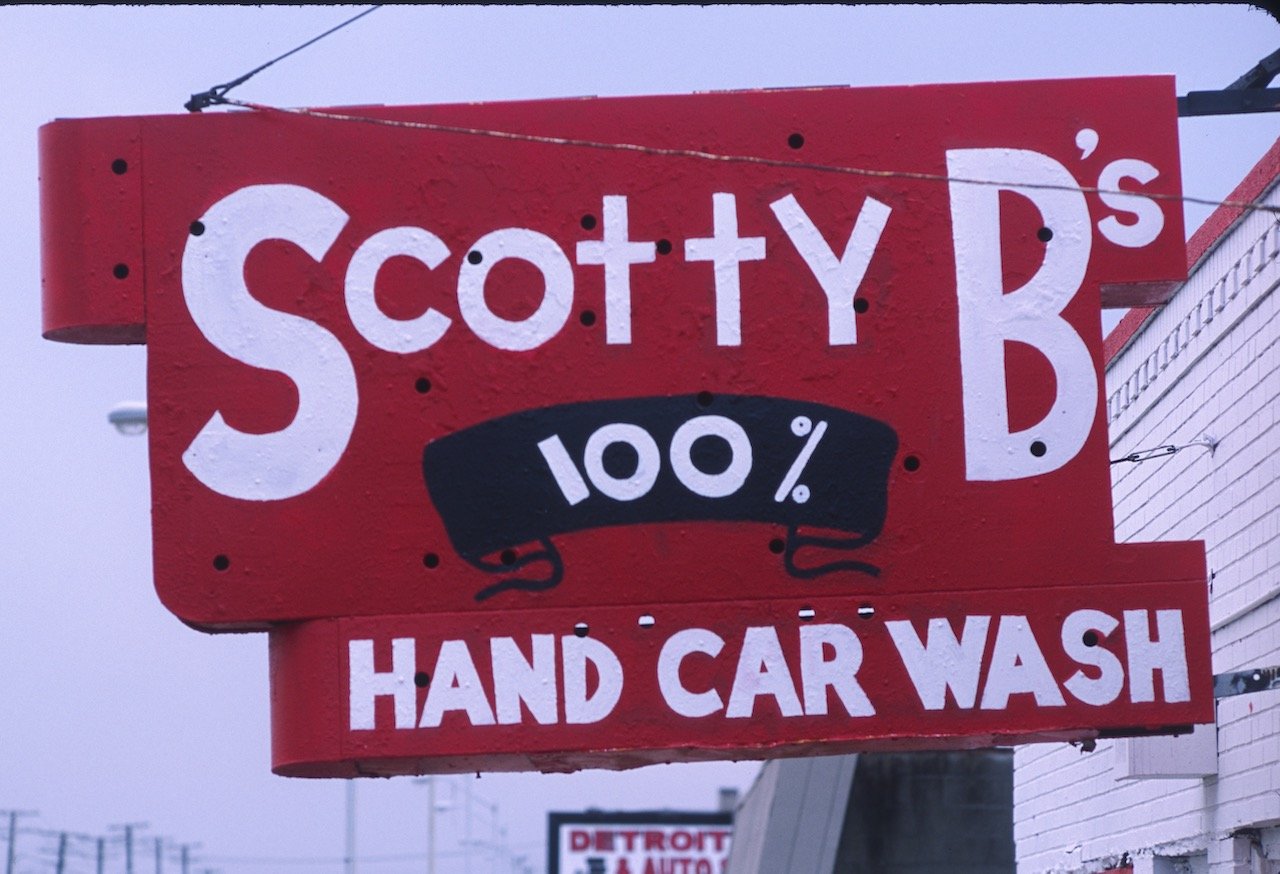 Scotty B's
100%
HAND CAR WASH
DETROIT
& AUTO